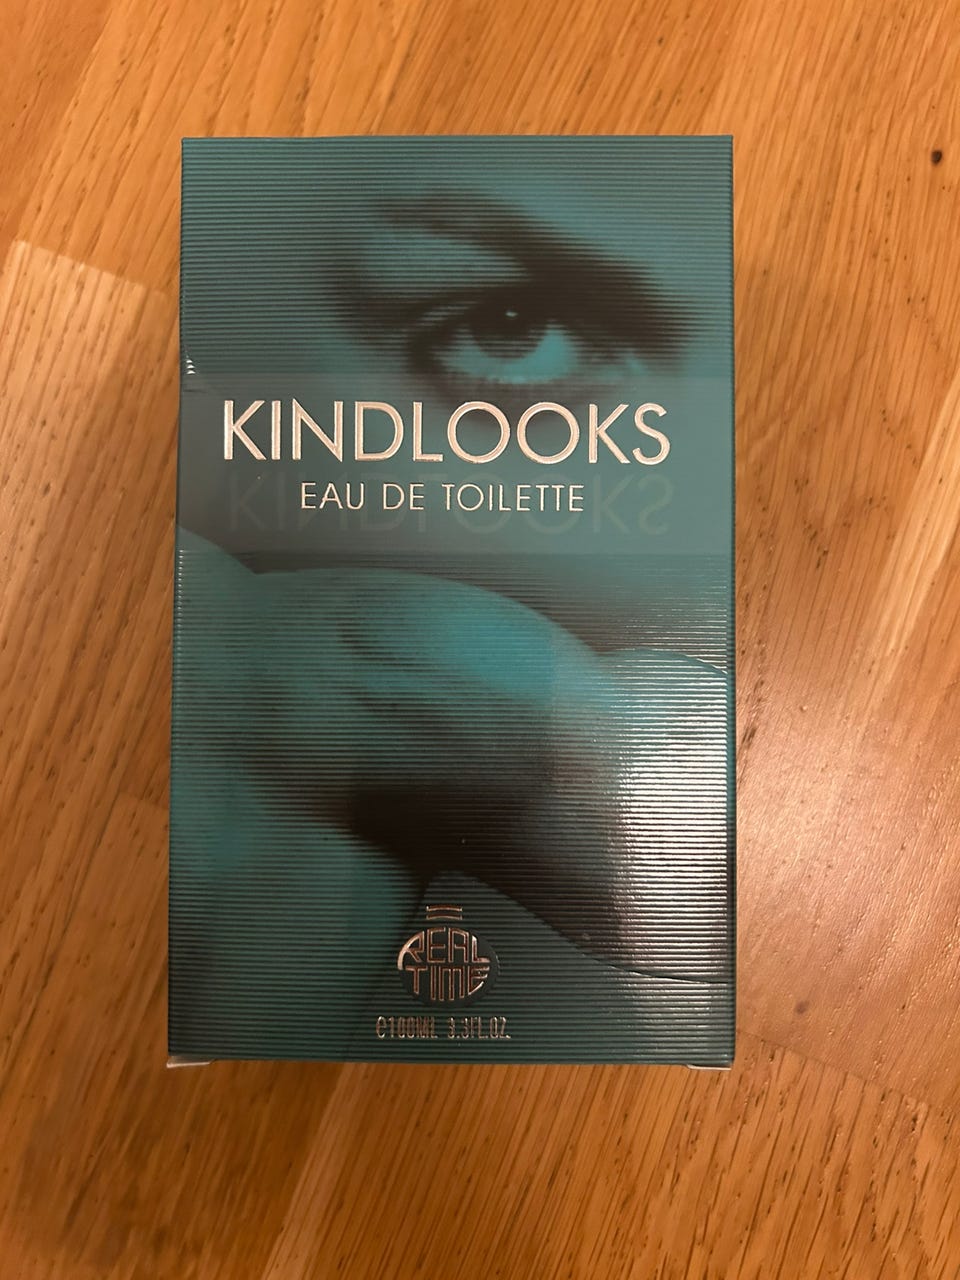 KINDLOOKS
EAU DE TOILETTE
REAL
TIME
℮100ML 3.3FL.OZ.